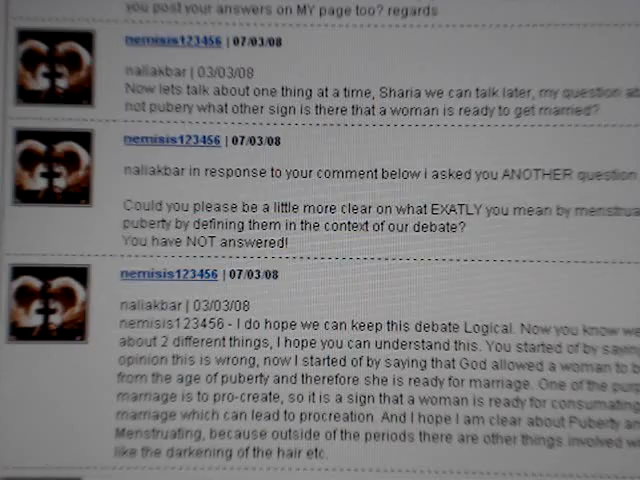 you post your answers on MY page too? regards
nemisis123456 | 07/03/08
naliakbar | 03/03/08
Now lets talk about one thing at a time, Sharia we can talk later, my question
not pubery what other sign is there that a woman is ready to get married?
nemisis123456 | 07/03/08
naliakbar in response to your comment below i asked you ANOTHER question
Could you please be a little more clear on what EXATLY you mean by menstrua
puberty by defining them in the context of our debate?
You have NOT answered!
nemisis123456 | 07/03/08
naliakbar | 03/03/08
nemisis123456 - I do hope we can keep this debate Logical. Now you know we
about 2 different things, I hope you can understand this. You started of by
opinion this is wrong, now I started of by saying that God allowed a woman to b
from the age of puberty and therefore she is ready for marriage. One of the
marriage is to pro-create, so it is a sign that a woman is ready for consumating
marriage which can lead to procreation. And I hope I am clear about Puberty an
Menstruating, because outside of the periods there are other things involved w
like the darkening of the hair etc.